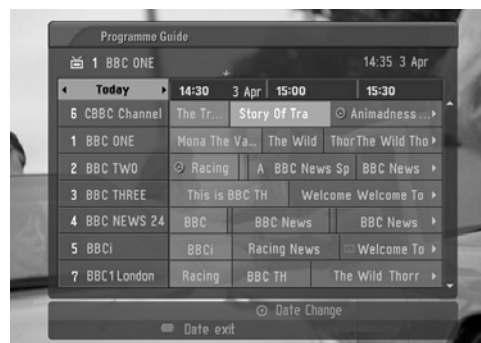 Programme Guide
1 BBC ONE 14:35 3 Apr
Today 14:30 3 Apr 15:00 15:30
6 CBBC Channel The Tr... Story Of Tra Animadness ...
1 BBC ONE Mona The Va... The Wild Thor The Wild Tho
2 BBC TWO Racing A BBC News Sp BBC News
3 BBC THREE This is BBC TH Welcome Welcome To
4 BBC NEWS 24 BBC BBC News BBC News
5 BBCi BBCi Racing News Welcome To
7 BBC1 London Racing BBC TH The Wild Thorr
Date Change
Date exit